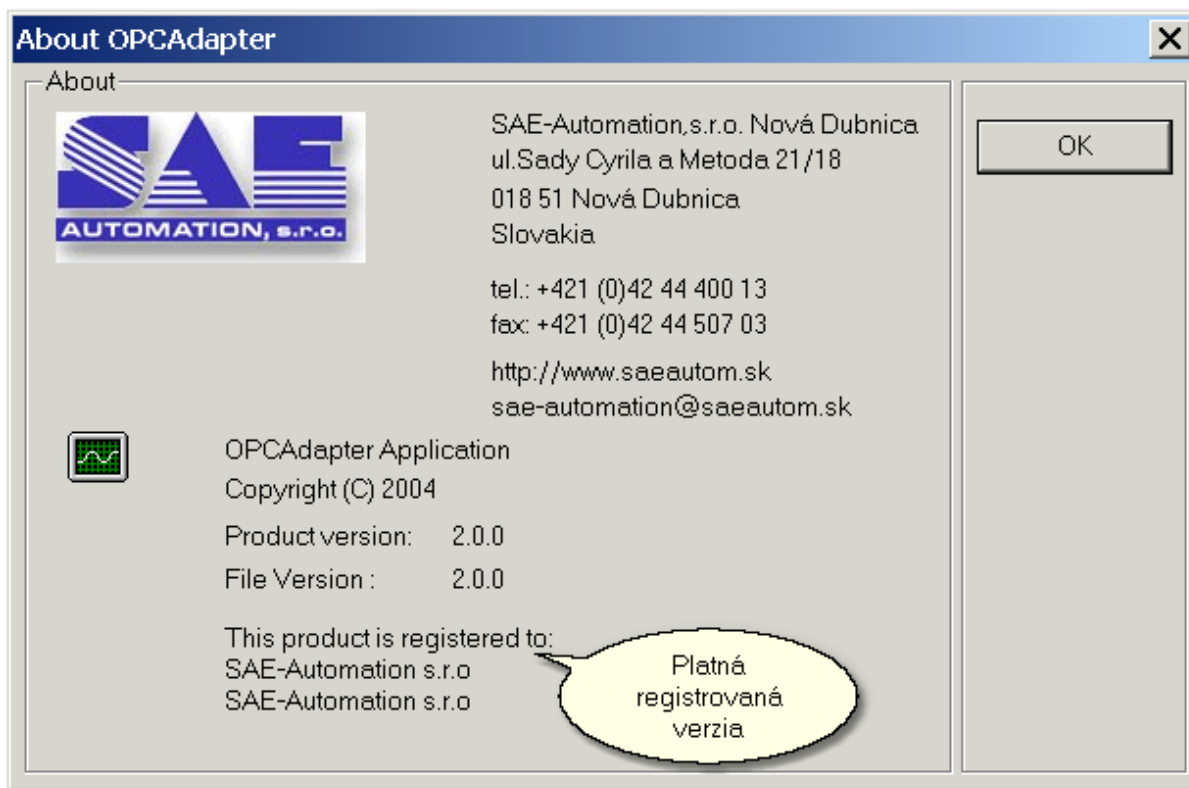 About OPCAdapter
About
SAE
AUTOMATION, s.r.o.
SAE-Automation,s.r.o. Nová Dubnica
ul.Sady Cyrila a Metoda 21/18
018 51 Nová Dubnica
Slovakia
tel.: +421 (0)42 44 400 13
fax: +421 (0)42 44 507 03
http://www.saeautom.sk
sae-automation@saeautom.sk
OK
OPCAdapter Application
Copyright (C) 2004
Product version: 2.0.0
File Version : 2.0.0
This product is registered to:
SAE-Automation s.r.o
SAE-Automation s.r.o
Platná
registrovaná
verzia